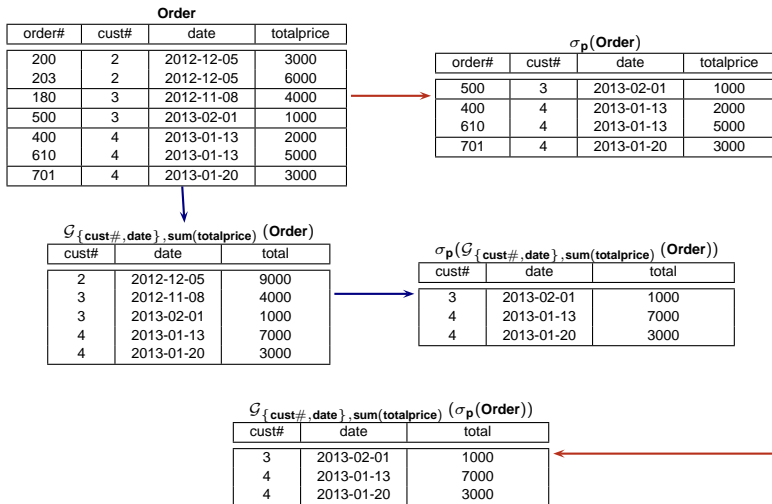 Order
order# cust# date totalprice
200 2 2012-12-05 3000
203 2 2012-12-05 6000
180 3 2012-11-08 4000
500 3 2013-02-01 1000
400 4 2013-01-13 2000
610 4 2013-01-13 5000
701 4 2013-01-20 3000
σp(Order)
order# cust# date totalprice
500 3 2013-02-01 1000
400 4 2013-01-13 2000
610 4 2013-01-13 5000
701 4 2013-01-20 3000
𝒢{cust#,date},sum(totalprice) (Order)
cust# date total
2 2012-12-05 9000
3 2012-11-08 4000
3 2013-02-01 1000
4 2013-01-13 7000
4 2013-01-20 3000
σp(𝒢{cust#,date},sum(totalprice) (Order))
cust# date total
3 2013-02-01 1000
4 2013-01-13 7000
4 2013-01-20 3000
𝒢{cust#,date},sum(totalprice) (σp(Order))
cust# date total
3 2013-02-01 1000
4 2013-01-13 7000
4 2013-01-20 3000